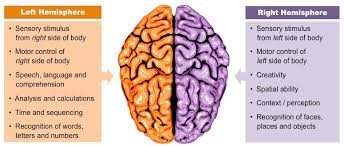 Left Hemisphere
Sensory stimulus
from right side of body
Motor control of
right side of body
Speech, language and
comprehension
Analysis and calculations
Time and sequencing
Recognition of words,
letters and numbers
Right Hemisphere
Sensory stimulus
from left side of body
Motor control of
left side of body
Creativity
Spatial ability
Context / perception
Recognition of faces,
places and objects